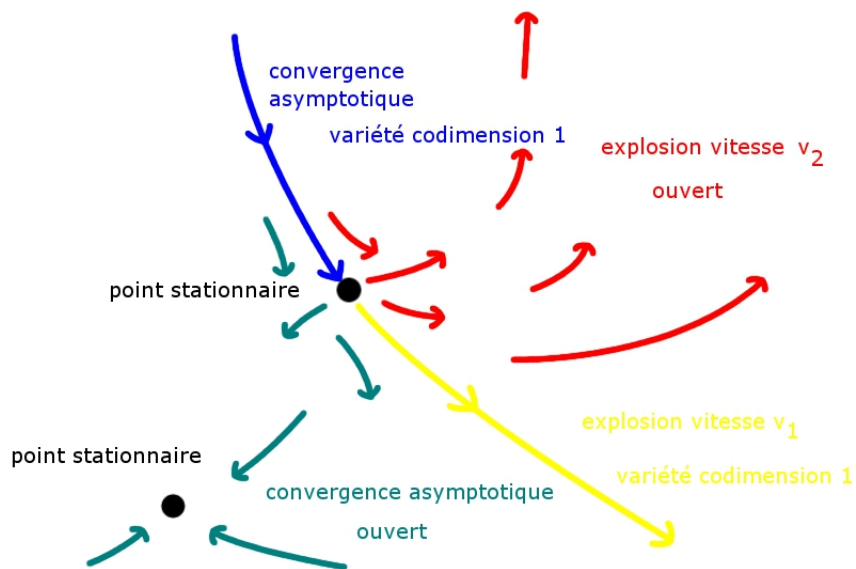 convergence
asymptotique
variété codimension 1
explosion vitesse v₂
ouvert
point stationnaire
explosion vitesse v₁
variété codimension 1
point stationnaire
convergence asymptotique
ouvert